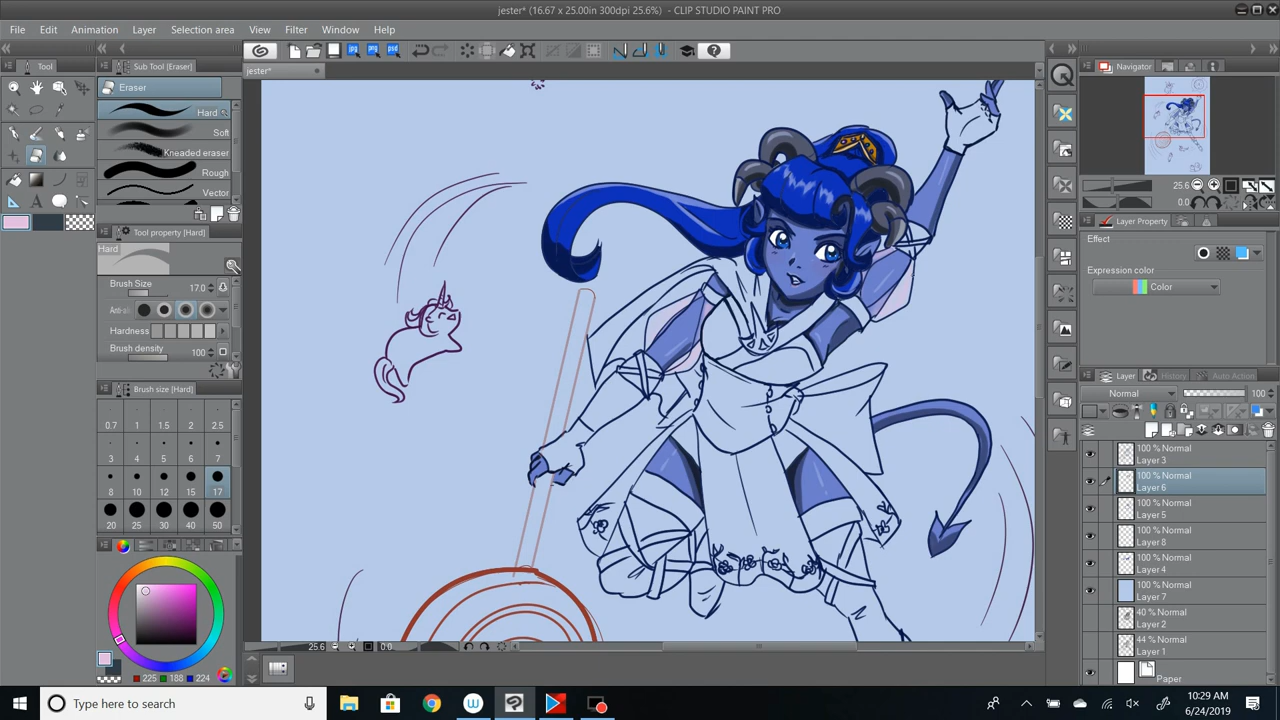 jester* (16.67 x 25.00in 300dpi 25.6%) - CLIP STUDIO PAINT PRO
File Edit Animation Layer Selection area View Filter Window Help
Tool
Sub Tool [Eraser]
jester*
Navigator
Eraser
Hard
Soft
Kneaded eraser
Rough
Vector
25.6
0.0
Tool property [Hard]
Layer Property
Hard
Effect
Brush Size 17.0
Expression color
Color
Hardness
Brush density 100
Brush size [Hard]
Layer History Auto Action
Normal 100
0.7 1 1.5 2 2.5
3 4 5 6 7
8 10 12 15 17
20 25 30 40 50
100 % Normal
Layer 3
100 % Normal
Layer 6
100 % Normal
Layer 5
100 % Normal
Layer 8
100 % Normal
Layer 4
100 % Normal
Layer 7
40 % Normal
Layer 2
44 % Normal
Layer 1
Paper
25.6 0.0
225 188 224
Type here to search
10:29 AM
6/24/2019